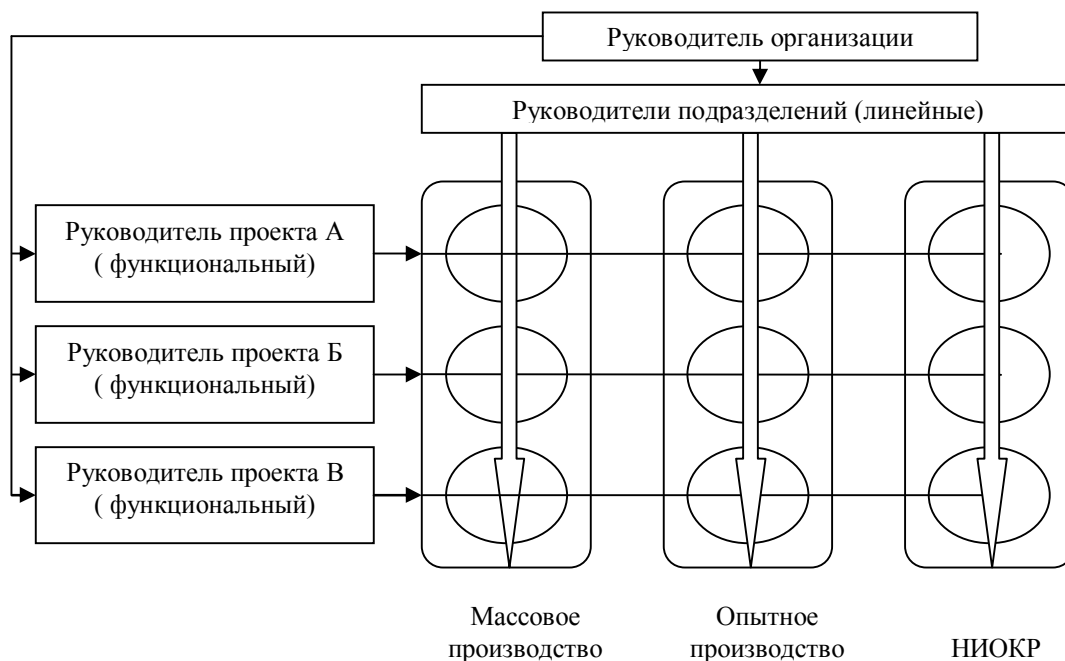 Руководитель организации
Руководители подразделений (линейные)
Руководитель проекта А
( функциональный)
Руководитель проекта Б
( функциональный)
Руководитель проекта В
( функциональный)
Массовое
производство
Опытное
производство
НИОКР